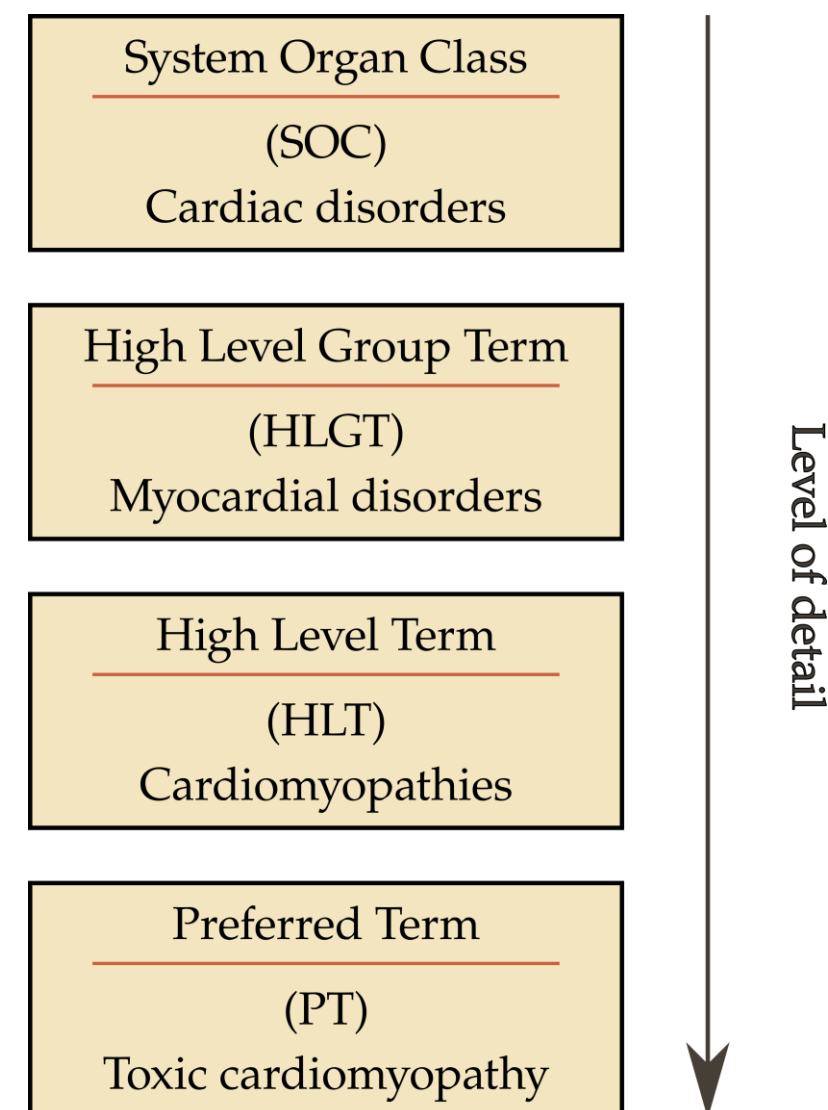 System Organ Class
(SOC)
Cardiac disorders
High Level Group Term
(HLGT)
Myocardial disorders
High Level Term
(HLT)
Cardiomyopathies
Preferred Term
(PT)
Toxic cardiomyopathy
Level of detail